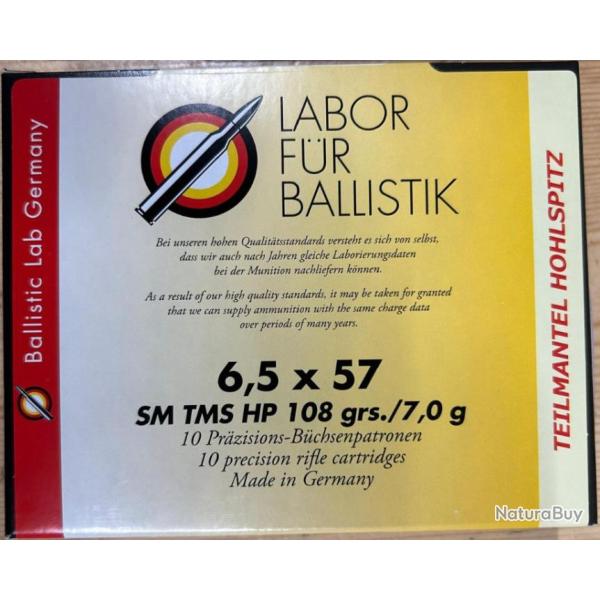 Ballistic Lab Germany
LABOR
FÜR
BALLISTIK
Bei unseren hohen Qualitätsstandards versteht es sich von selbst,
dass wir auch nach Jahren gleiche Laborierungsdaten
bei der Munition nachliefern können.
As a result of our high quality standards, it may be taken for granted
that we can supply ammunition with the same charge data
over periods of many years.
6,5 x 57
SM TMS HP 108 grs./7,0 g
10 Präzisions-Büchsenpatronen
10 precision rifle cartridges
Made in Germany
TEILMANTEL HOHLSPITZ
NaturaBuy